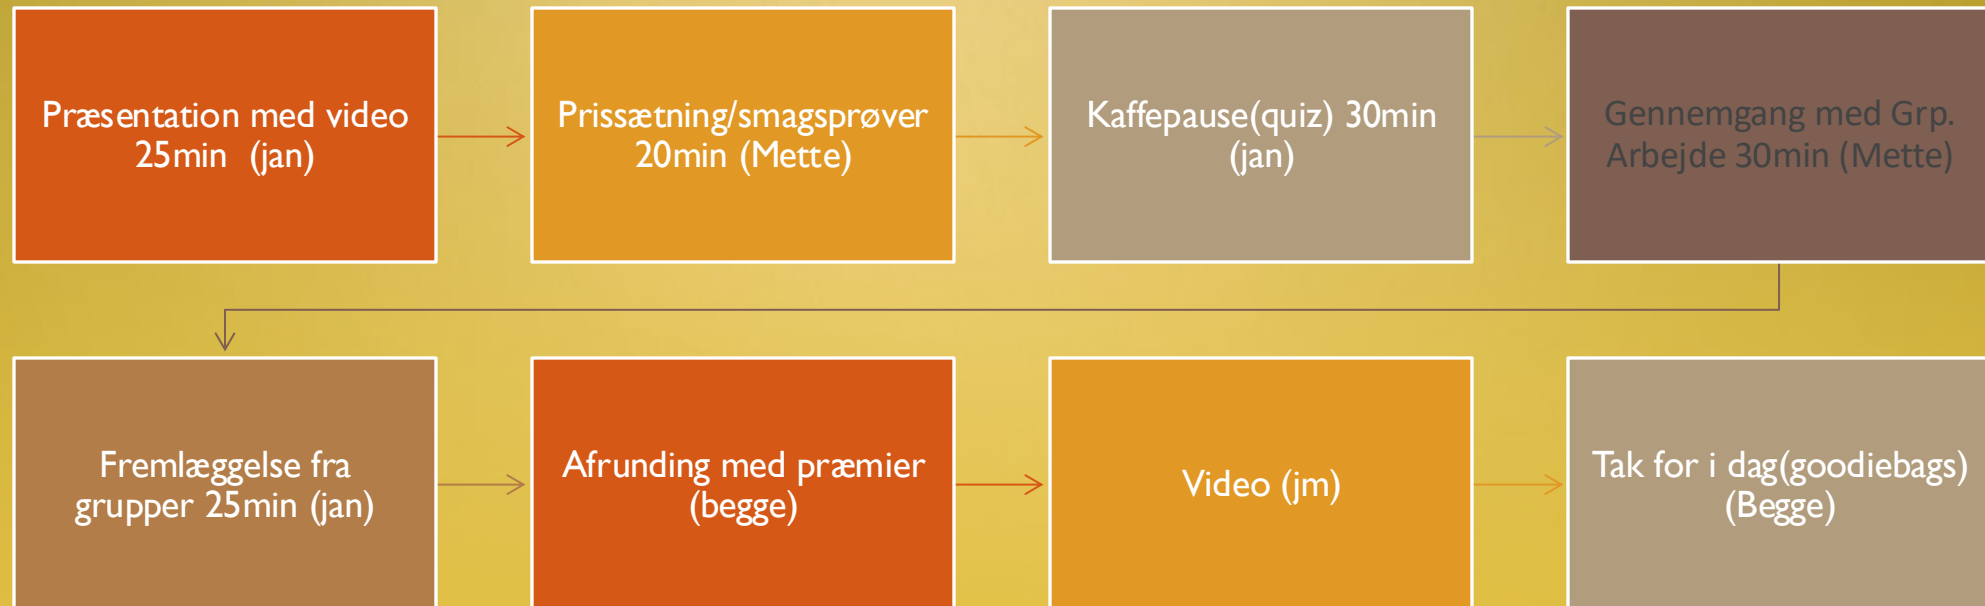 Præsentation med video
25min  (jan)
Prissætning/smagsprøver
20min (Mette)
Kaffepause(quiz) 30min
(jan)
Gennemgang med Grp.
Arbejde 30min (Mette)
Fremlæggelse fra
grupper 25min (jan)
Afrunding med præmier
(begge)
Video (jm)
Tak for i dag(goodiebags)
(Begge)